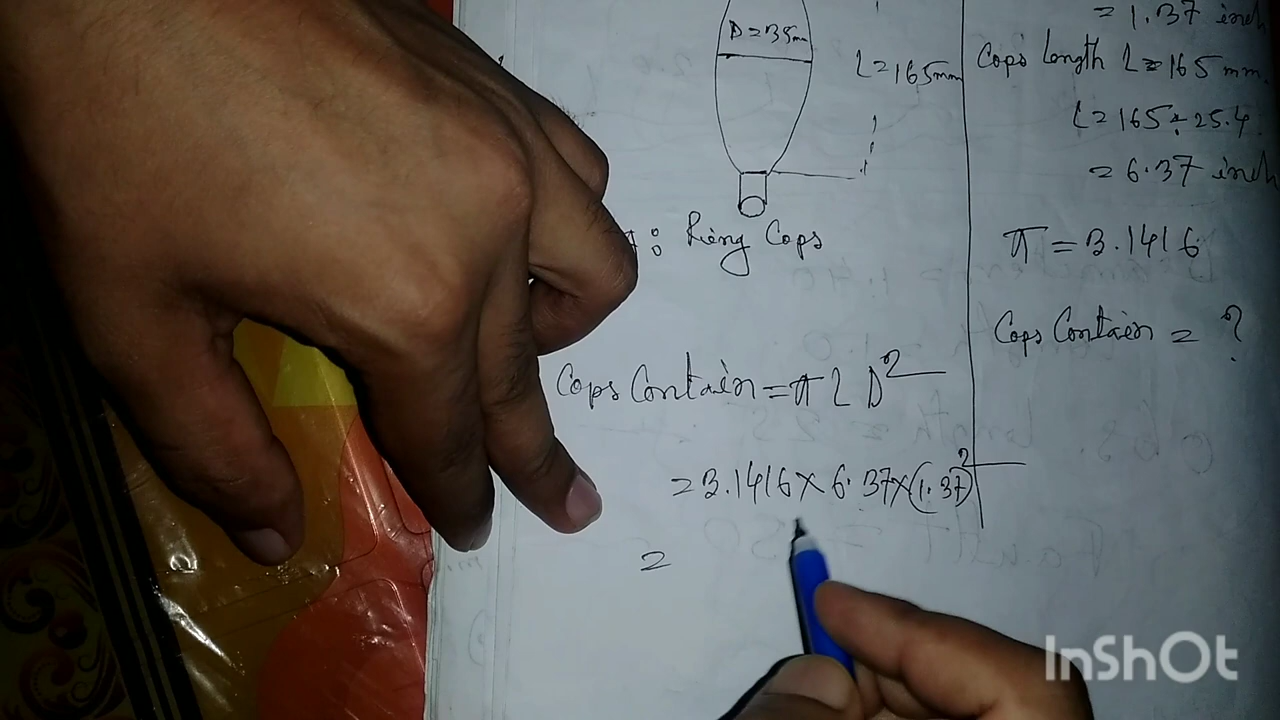 D=35mm
L=165mm
: Ring Cops
Cops Contain = π L D²
= 3.1416 × 6.37 × (1.37)²
=
= 1.37 inch
Cops Length L = 165 mm.
L = 165 ÷ 25.4
= 6.37 inch
π = 3.1416
Cops Contain = ?
InShOt